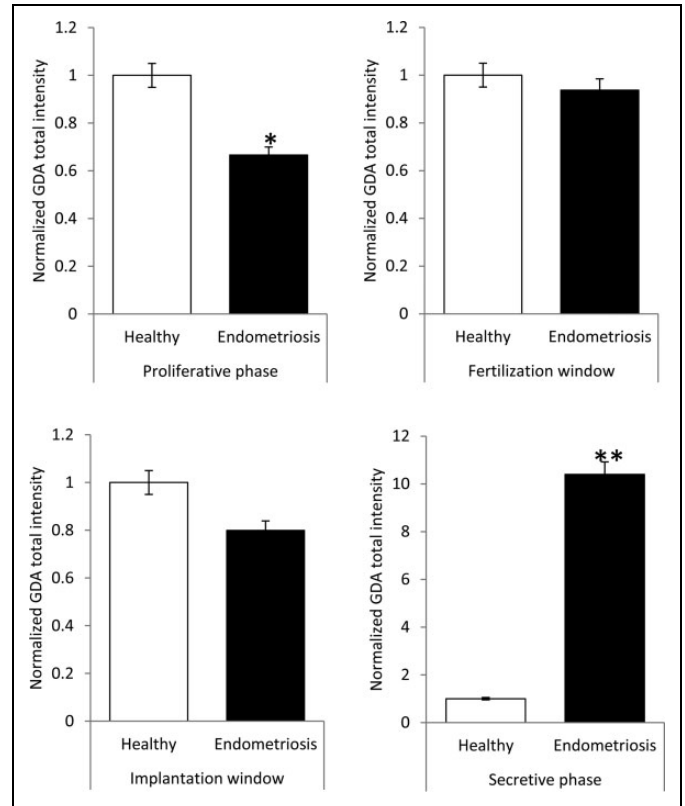 Normalized GDA total intensity
1.2
1
0.8
0.6
0.4
0.2
0
*
Healthy Endometriosis
Proliferative phase
Normalized GDA total intensity
1.2
1
0.8
0.6
0.4
0.2
0
Healthy Endometriosis
Fertilization window
Normalized GDA total intensity
1.2
1
0.8
0.6
0.4
0.2
0
Healthy Endometriosis
Implantation window
Normalized GDA total intensity
12
10
8
6
4
2
0
**
Healthy Endometriosis
Secretive phase